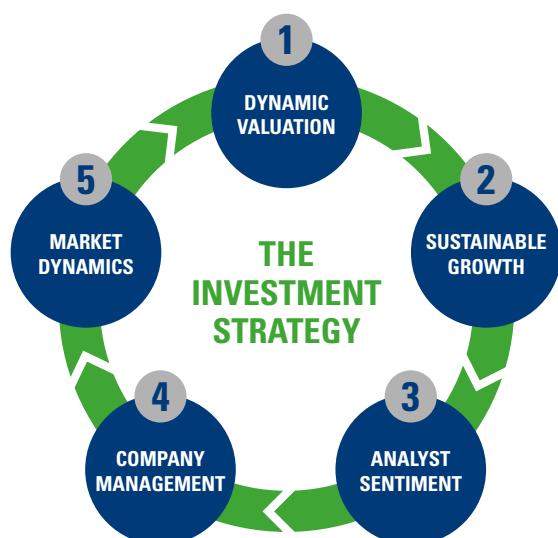 1
DYNAMIC
VALUATION
2
SUSTAINABLE
GROWTH
3
ANALYST
SENTIMENT
4
COMPANY
MANAGEMENT
5
MARKET
DYNAMICS
THE
INVESTMENT
STRATEGY